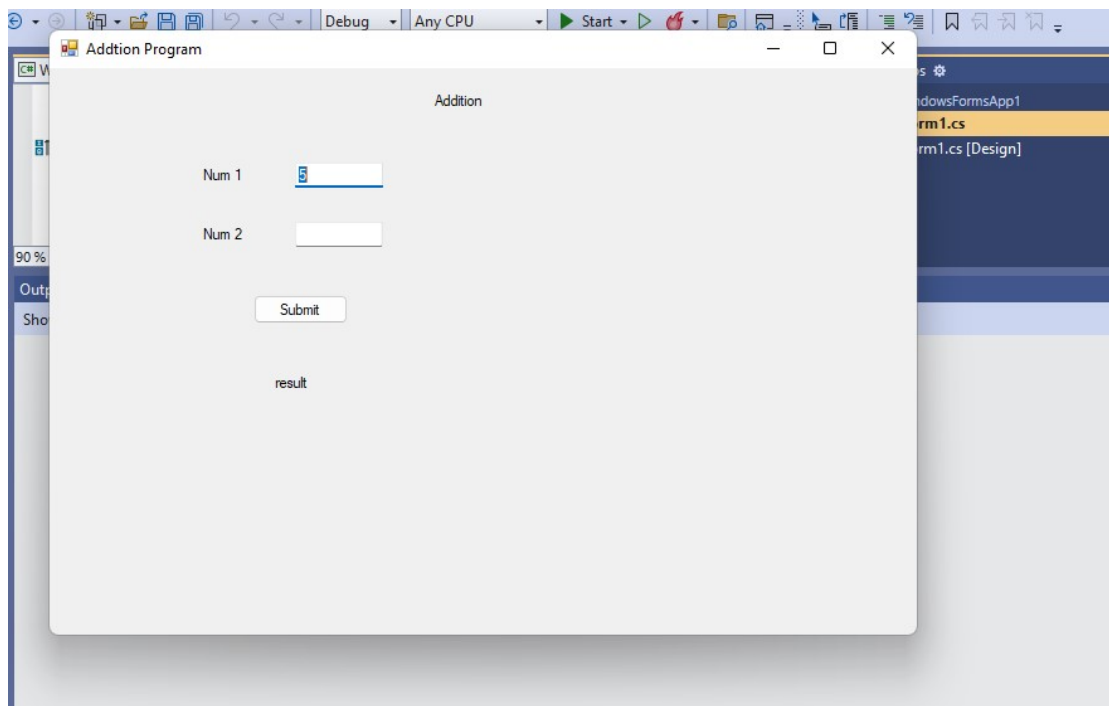 Debug Any CPU Start
Addtion Program
C#
Addition
ndowsFormsApp1
rm1.cs
Num 1 5
rm1.cs [Design]
Num 2
90 %
Submit
Outp
Sho
result